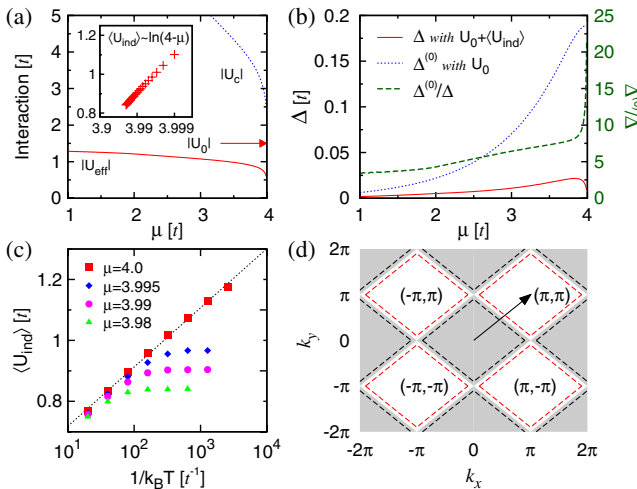 (a)
Interaction [t]
5
4
3
2
1
0
⟨U_ind⟩~ln(4-μ)
1.2
1
0.8
3.9
3.99
3.999
|U_c|
|U_0|
|U_eff|
1
2
3
4
μ [t]
(b)
Δ [t]
0.2
0.15
0.1
0.05
0
Δ with U_0+⟨U_ind⟩
Δ^(0) with U_0
Δ^(0)/Δ
25
20
15
10
5
0
Δ^(0)/Δ
1
2
3
4
μ [t]
(c)
⟨U_ind⟩ [t]
1.2
1.0
0.8
μ=4.0
μ=3.995
μ=3.99
μ=3.98
10^1
10^2
10^3
10^4
1/k_BT [t^-1]
(d)
k_y
2π
π
0
-π
-2π
(-π,π)
(π,π)
(-π,-π)
(π,-π)
-2π
-π
0
π
2π
k_x